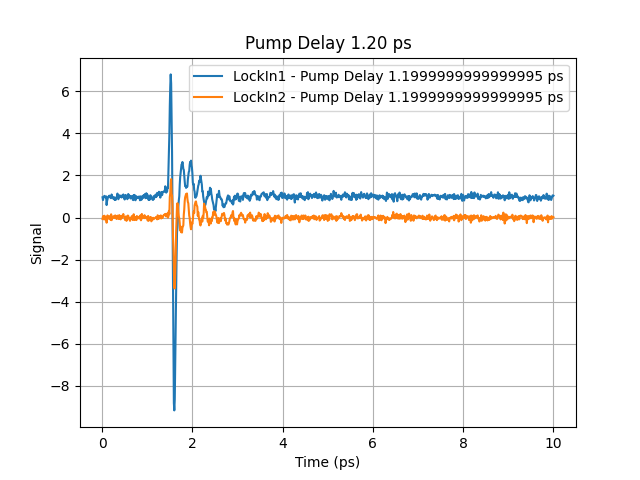 Pump Delay 1.20 ps
LockIn1 - Pump Delay 1.1999999999999995 ps
LockIn2 - Pump Delay 1.1999999999999995 ps
6
4
2
0
−2
−4
−6
−8
Signal
0 2 4 6 8 10
Time (ps)